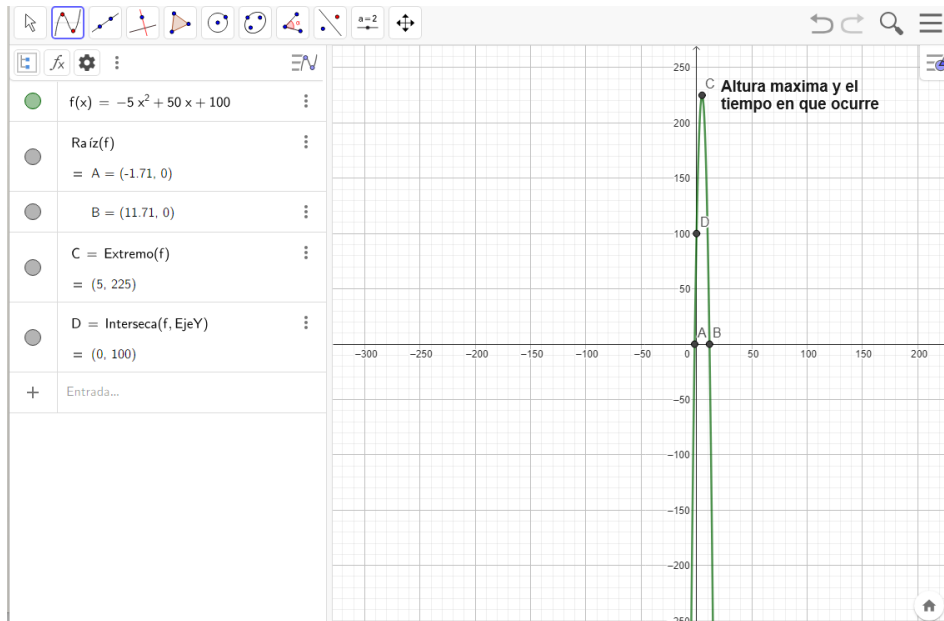 a=2
fx
f(x) = −5 x² + 50 x + 100
Raíz(f)
= A = (-1.71, 0)
B = (11.71, 0)
C = Extremo(f)
= (5, 225)
D = Interseca(f, EjeY)
= (0, 100)
+ Entrada...
C Altura maxima y el
tiempo en que ocurre
250
200
150
D
100
50
A B
−300 −250 −200 −150 −100 −50 0 50 100 150 200
−50
−100
−150
−200